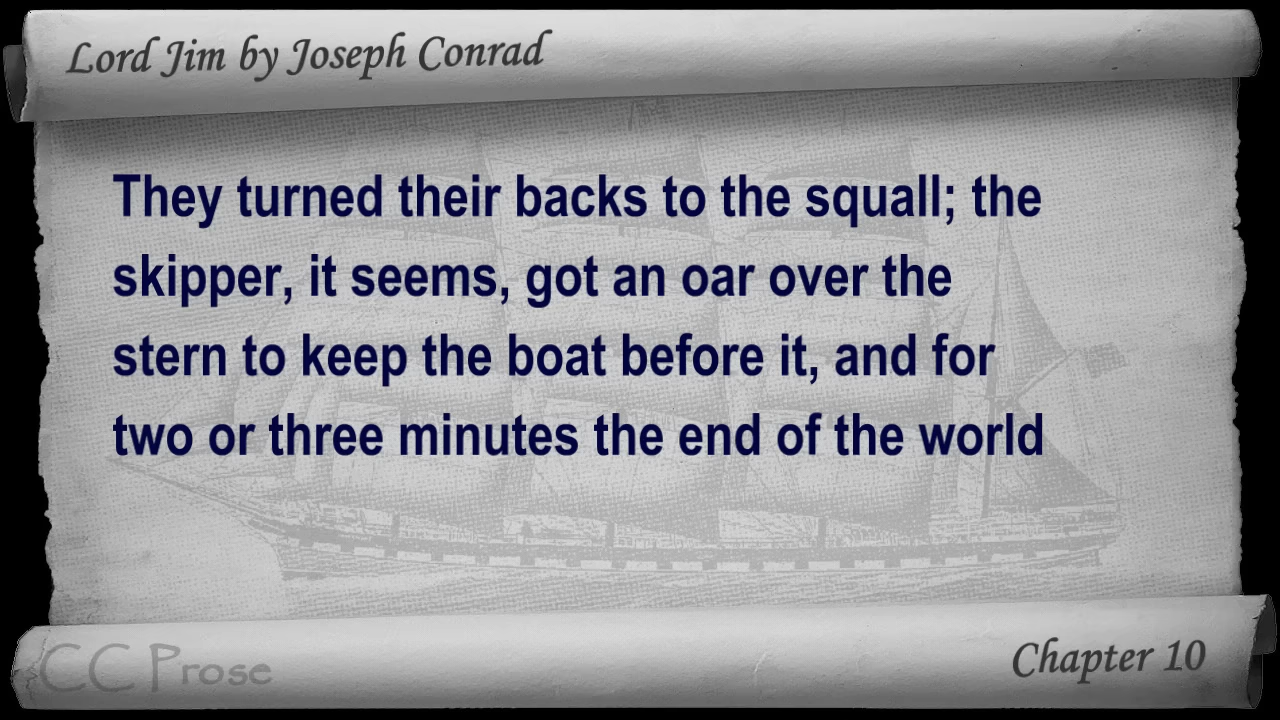 Lord Jim by Joseph Conrad
They turned their backs to the squall; the
skipper, it seems, got an oar over the
stern to keep the boat before it, and for
two or three minutes the end of the world
CC Prose
Chapter 10